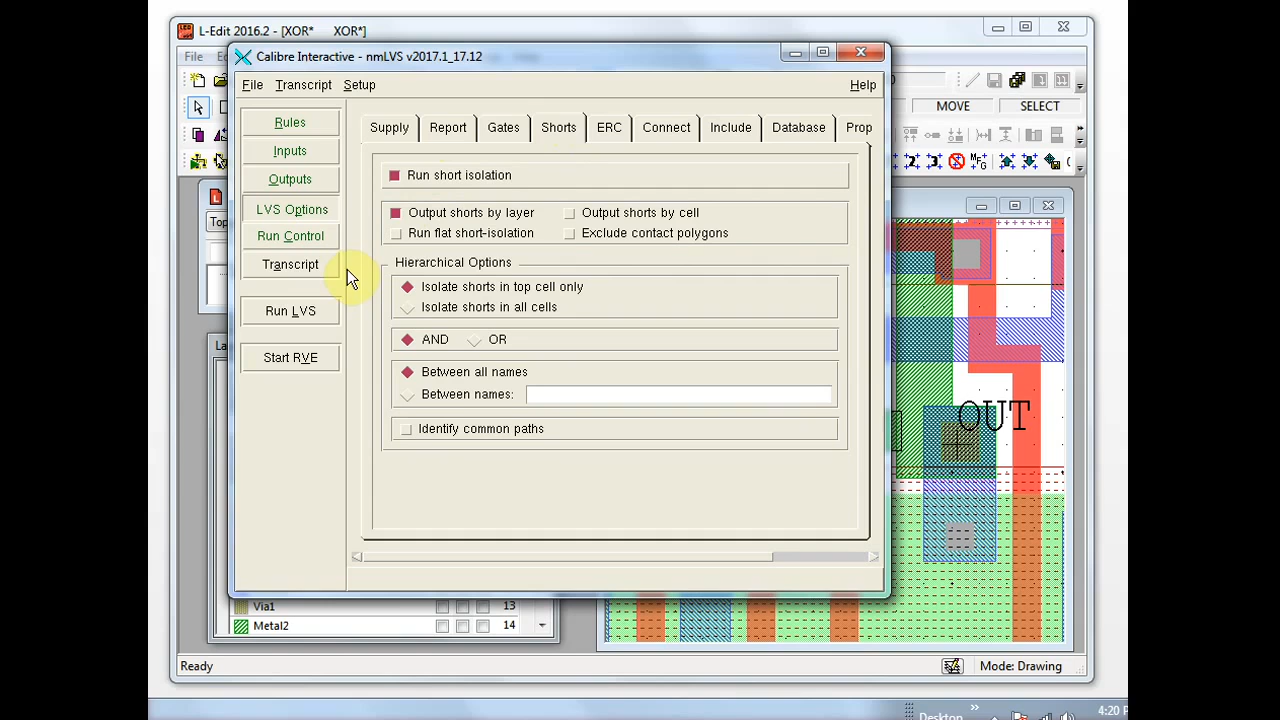 L-Edit 2016.2 - [XOR* XOR*]
Calibre Interactive - nmLVS v2017.1_17.12
File
File Transcript Setup Help
MOVE SELECT
Rules
Inputs
Outputs
LVS Options
Run Control
Transcript
Run LVS
Start RVE
Supply Report Gates Shorts ERC Connect Include Database Prop
Run short isolation
Output shorts by layer Output shorts by cell
Run flat short-isolation Exclude contact polygons
Hierarchical Options
Isolate shorts in top cell only
Isolate shorts in all cells
AND OR
Between all names
Between names:
Identify common paths
OUT
Via1 13
Metal2 14
Ready Mode: Drawing
Desktop
4:20 P